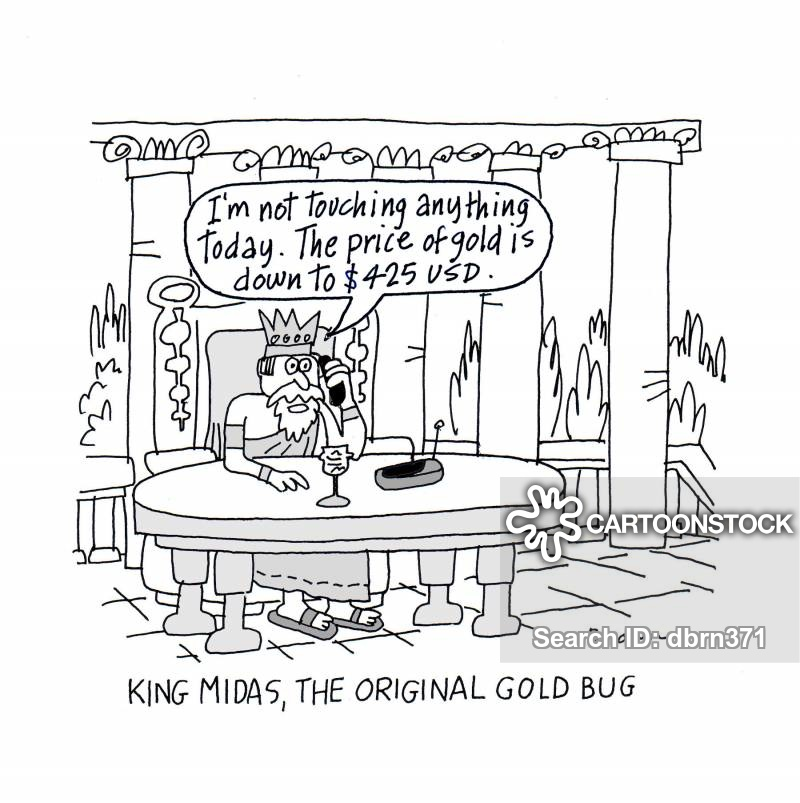 I'm not touching anything
today. The price of gold is
down to $425 USD.
CARTOONSTOCK
Search ID: dbrn371
KING MIDAS, THE ORIGINAL GOLD BUG